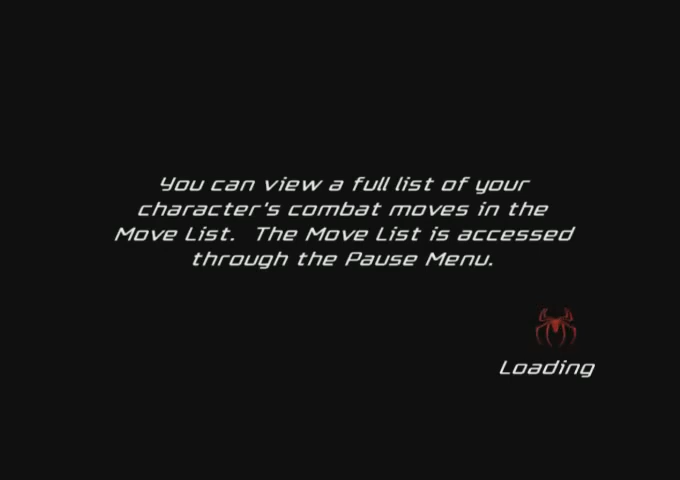 You can view a full list of your
character's combat moves in the
Move List.  The Move List is accessed
through the Pause Menu.
Loading